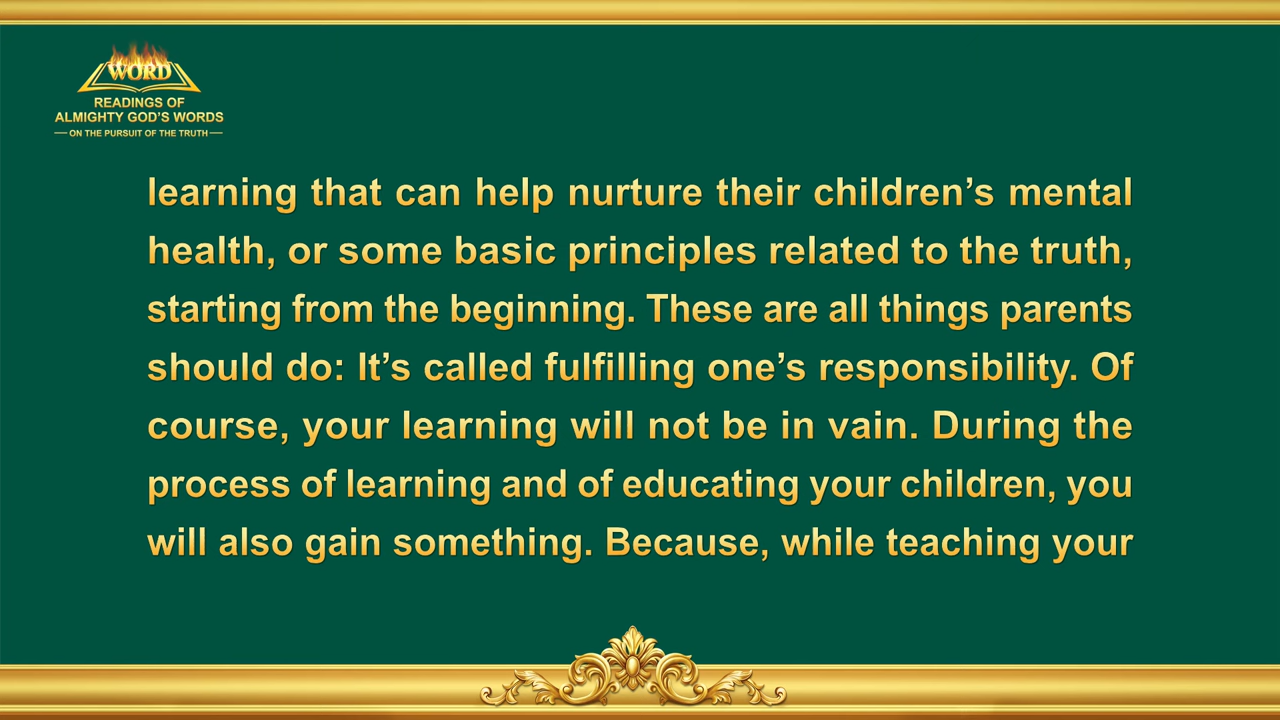 WORD
READINGS OF
ALMIGHTY GOD’S WORDS
— ON THE PURSUIT OF THE TRUTH —
learning that can help nurture their children’s mental
health, or some basic principles related to the truth,
starting from the beginning. These are all things parents
should do: It’s called fulfilling one’s responsibility. Of
course, your learning will not be in vain. During the
process of learning and of educating your children, you
will also gain something. Because, while teaching your